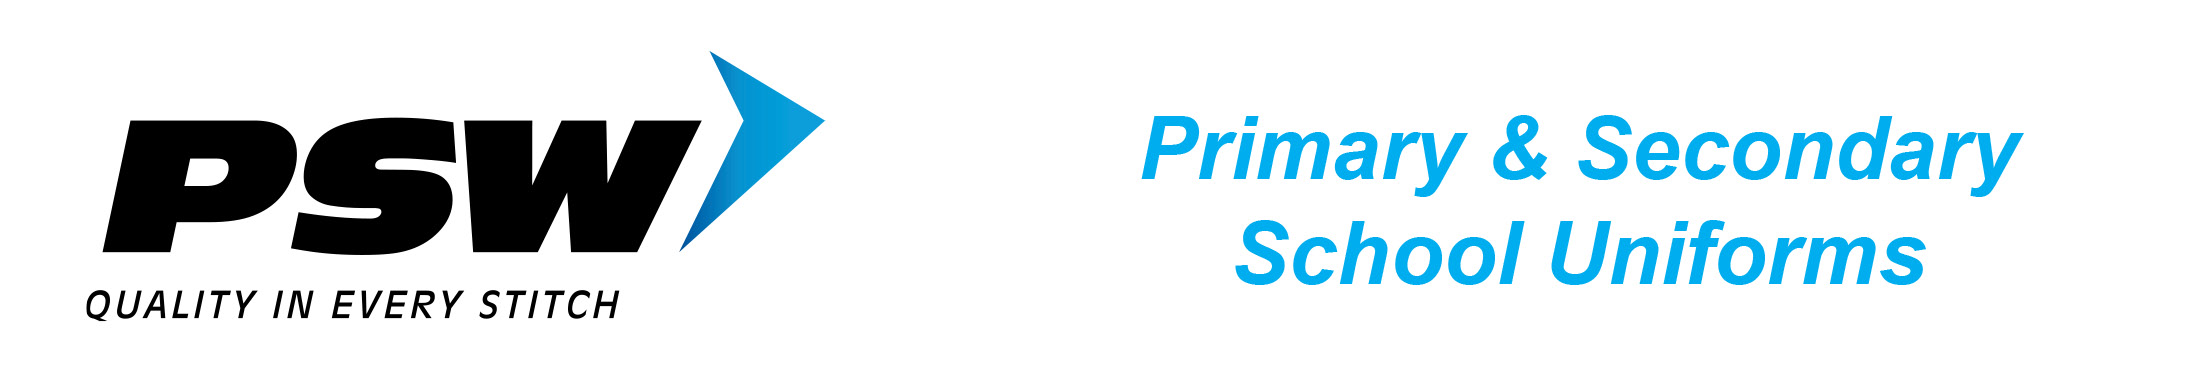 PSW
QUALITY IN EVERY STITCH
Primary & Secondary
School Uniforms